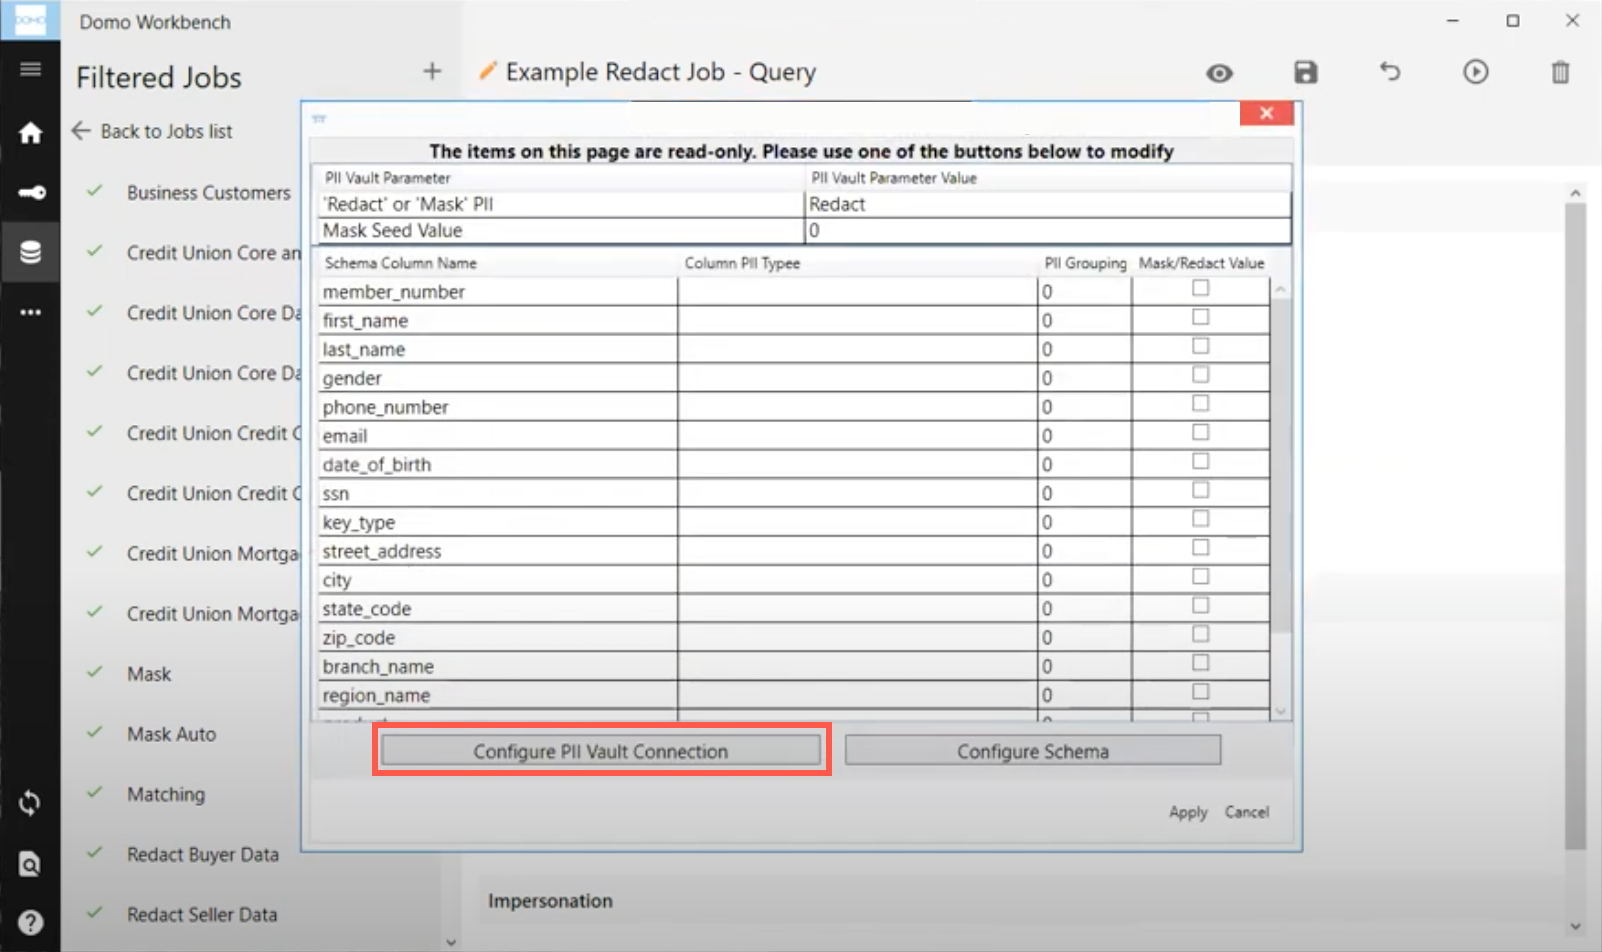 DOMO
Domo Workbench
Filtered Jobs
Example Redact Job - Query
Back to Jobs list
Business Customers
Credit Union Core an
Credit Union Core Da
Credit Union Core Da
Credit Union Credit C
Credit Union Credit C
Credit Union Mortga
Credit Union Mortga
Mask
Mask Auto
Matching
Redact Buyer Data
Redact Seller Data
The items on this page are read-only. Please use one of the buttons below to modify
PII Vault Parameter PII Vault Parameter Value
'Redact' or 'Mask' PII Redact
Mask Seed Value 0
Schema Column Name Column PII Typee PII Grouping Mask/Redact Value
member_number 0
first_name 0
last_name 0
gender 0
phone_number 0
email 0
date_of_birth 0
ssn 0
key_type 0
street_address 0
city 0
state_code 0
zip_code 0
branch_name 0
region_name 0
Configure PII Vault Connection Configure Schema
Apply Cancel
Impersonation